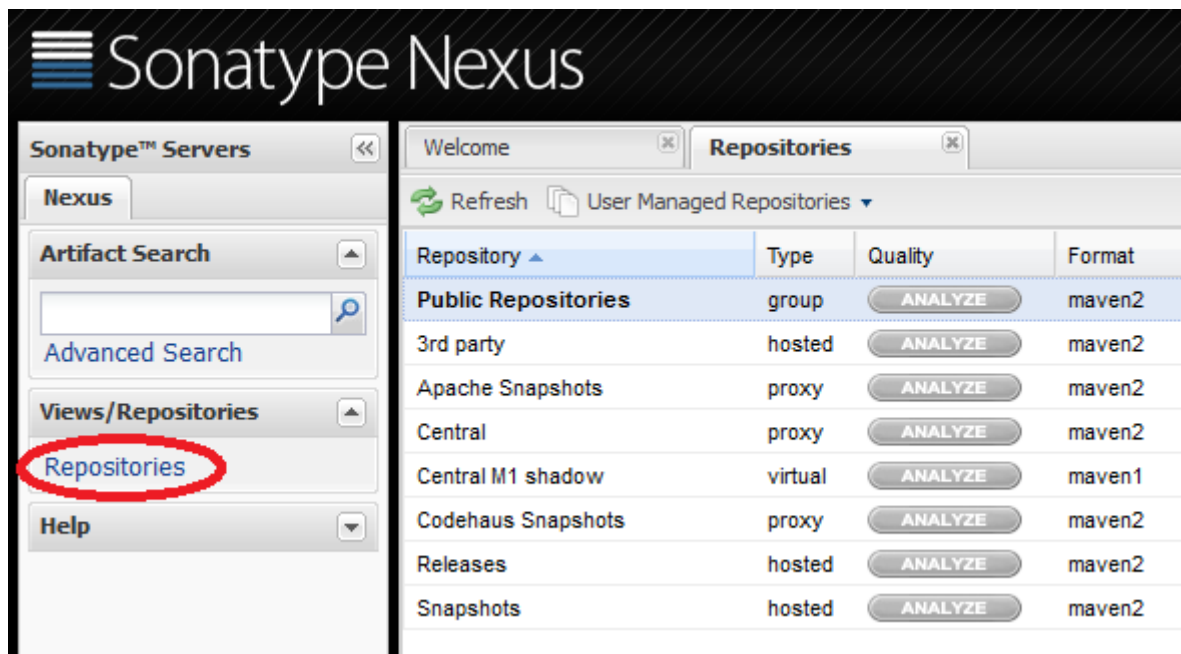 Sonatype Nexus
Sonatype™ Servers
Nexus
Artifact Search
Advanced Search
Views/Repositories
Repositories
Help
Welcome Repositories
Refresh User Managed Repositories
Repository Type Quality Format
Public Repositories group ANALYZE maven2
3rd party hosted ANALYZE maven2
Apache Snapshots proxy ANALYZE maven2
Central proxy ANALYZE maven2
Central M1 shadow virtual ANALYZE maven1
Codehaus Snapshots proxy ANALYZE maven2
Releases hosted ANALYZE maven2
Snapshots hosted ANALYZE maven2